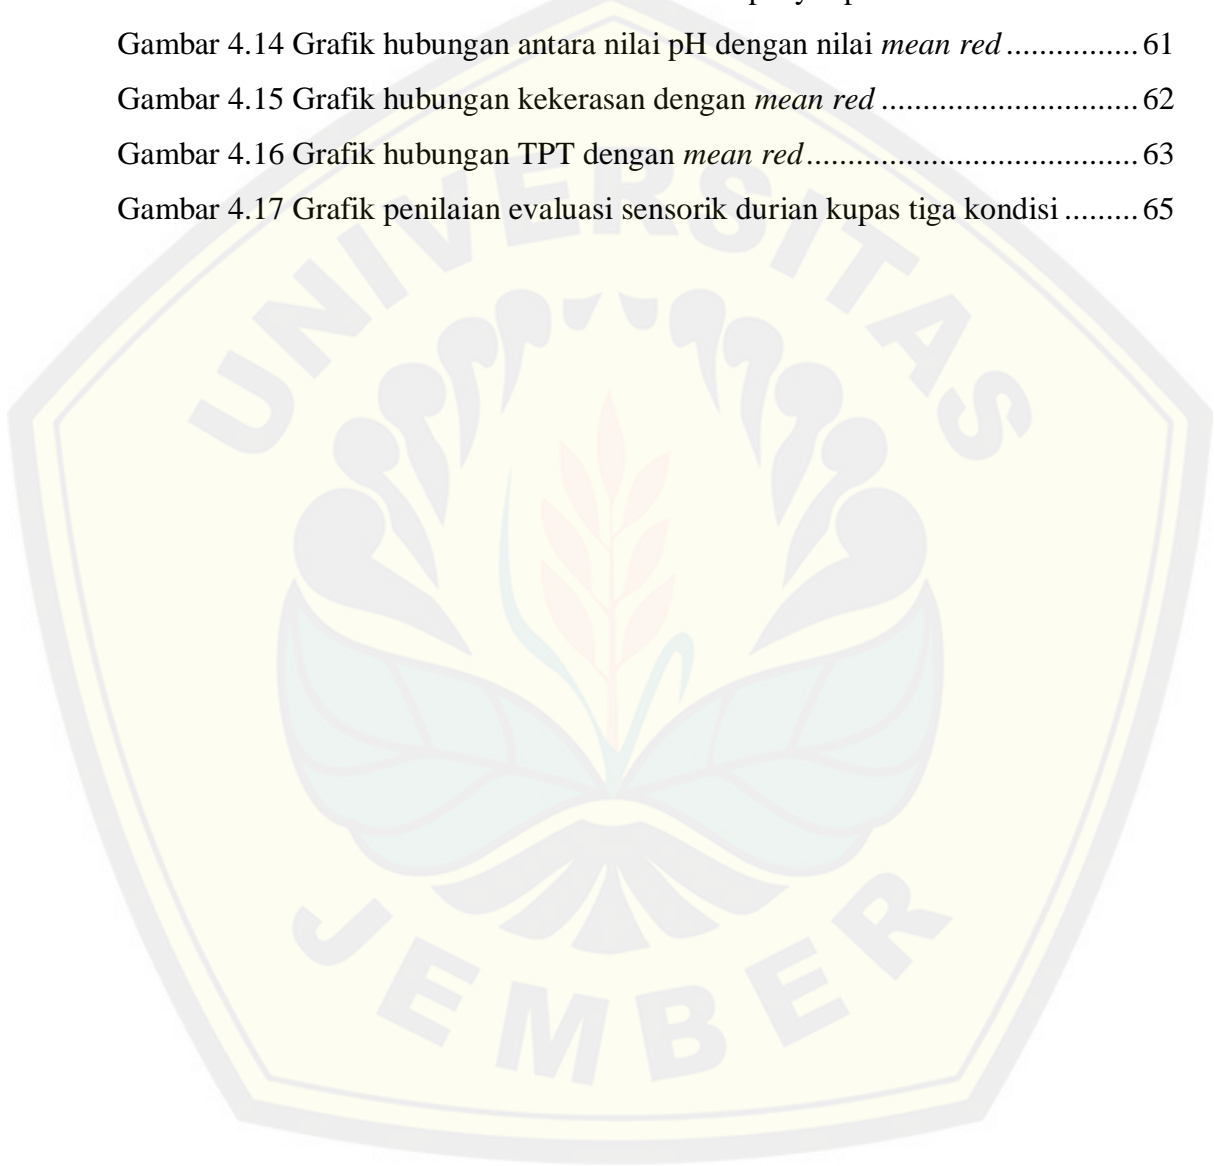 Gambar 4.14 Grafik hubungan antara nilai pH dengan nilai mean red ................ 61
Gambar 4.15 Grafik hubungan kekerasan dengan mean red ............................... 62
Gambar 4.16 Grafik hubungan TPT dengan mean red ........................................ 63
Gambar 4.17 Grafik penilaian evaluasi sensorik durian kupas tiga kondisi ......... 65
UNIVERSITAS
JEMBER